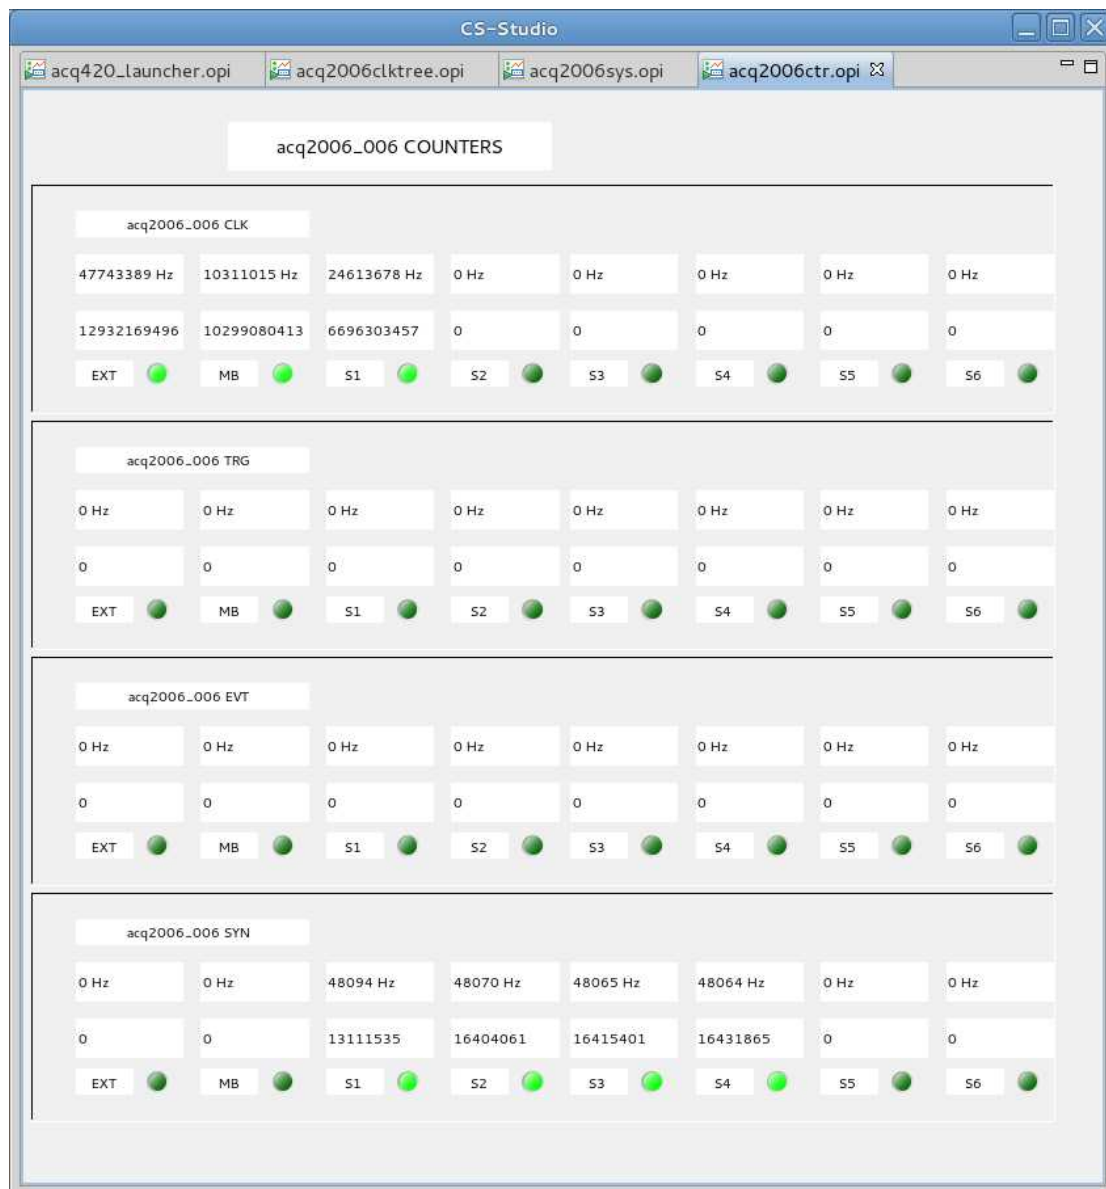 CS-Studio
acq420_launcher.opi acq2006clktree.opi acq2006sys.opi acq2006ctr.opi
acq2006_006 COUNTERS
acq2006_006 CLK
47743389 Hz 10311015 Hz 24613678 Hz 0 Hz 0 Hz 0 Hz 0 Hz 0 Hz
12932169496 10299080413 6696303457 0 0 0 0 0
EXT MB S1 S2 S3 S4 S5 S6
acq2006_006 TRG
0 Hz 0 Hz 0 Hz 0 Hz 0 Hz 0 Hz 0 Hz 0 Hz
0 0 0 0 0 0 0 0
EXT MB S1 S2 S3 S4 S5 S6
acq2006_006 EVT
0 Hz 0 Hz 0 Hz 0 Hz 0 Hz 0 Hz 0 Hz 0 Hz
0 0 0 0 0 0 0 0
EXT MB S1 S2 S3 S4 S5 S6
acq2006_006 SYN
0 Hz 0 Hz 48094 Hz 48070 Hz 48065 Hz 48064 Hz 0 Hz 0 Hz
0 0 13111535 16404061 16415401 16431865 0 0
EXT MB S1 S2 S3 S4 S5 S6